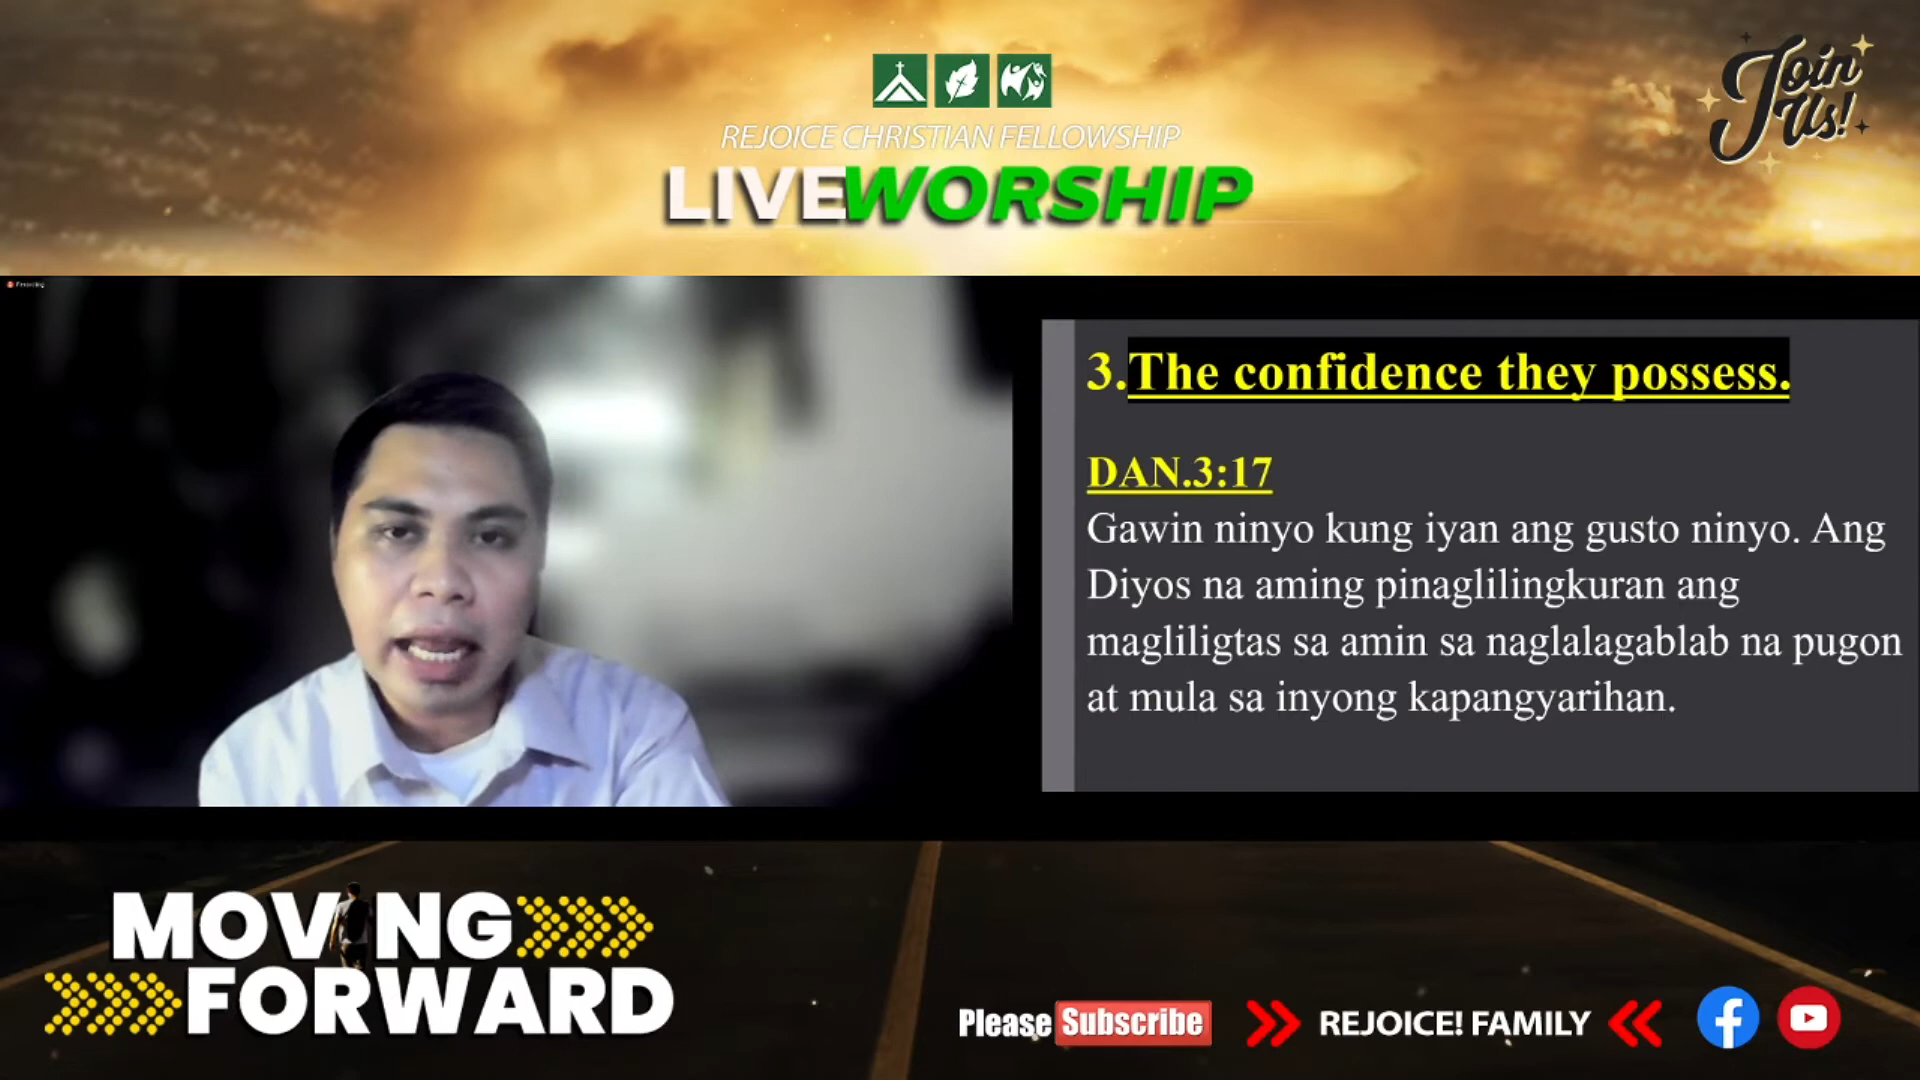 Join
Us!
REJOICE CHRISTIAN FELLOWSHIP
LIVEWORSHIP
Recording
3.The confidence they possess.
DAN.3:17
Gawin ninyo kung iyan ang gusto ninyo. Ang
Diyos na aming pinaglilingkuran ang
magliligtas sa amin sa naglalagablab na pugon
at mula sa inyong kapangyarihan.
MOVING
FORWARD
Please Subscribe
REJOICE! FAMILY